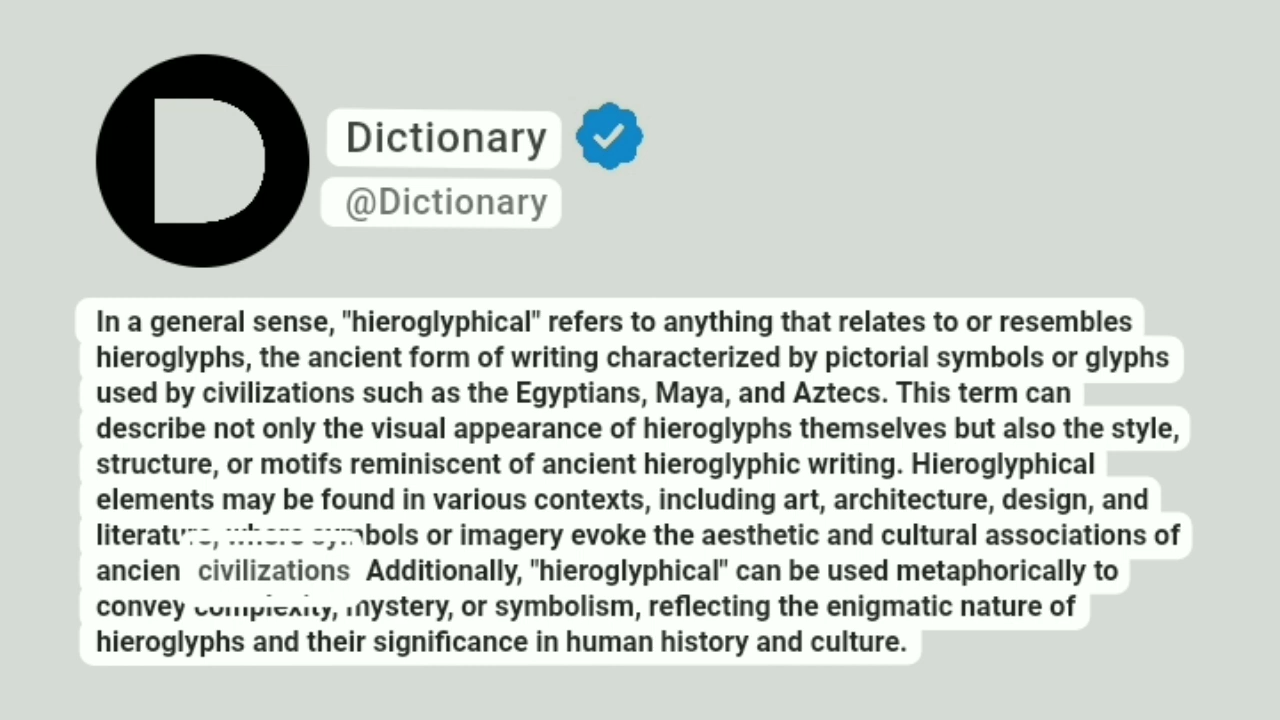 D
Dictionary
@Dictionary
In a general sense, "hieroglyphical" refers to anything that relates to or resembles
hieroglyphs, the ancient form of writing characterized by pictorial symbols or glyphs
used by civilizations such as the Egyptians, Maya, and Aztecs. This term can
describe not only the visual appearance of hieroglyphs themselves but also the style,
structure, or motifs reminiscent of ancient hieroglyphic writing. Hieroglyphical
elements may be found in various contexts, including art, architecture, design, and
literature, where symbols or imagery evoke the aesthetic and cultural associations of
ancien civilizations Additionally, "hieroglyphical" can be used metaphorically to
convey complexity, mystery, or symbolism, reflecting the enigmatic nature of
hieroglyphs and their significance in human history and culture.